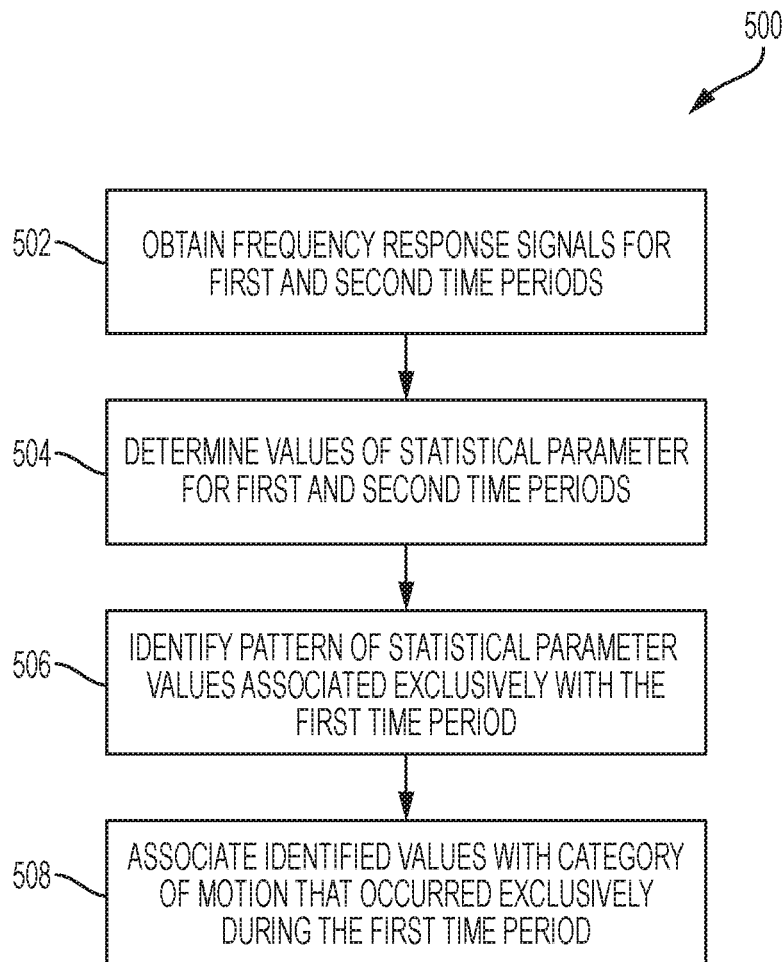 500
502
OBTAIN FREQUENCY RESPONSE SIGNALS FOR
FIRST AND SECOND TIME PERIODS
504
DETERMINE VALUES OF STATISTICAL PARAMETER
FOR FIRST AND SECOND TIME PERIODS
506
IDENTIFY PATTERN OF STATISTICAL PARAMETER
VALUES ASSOCIATED EXCLUSIVELY WITH THE
FIRST TIME PERIOD
508
ASSOCIATE IDENTIFIED VALUES WITH CATEGORY
OF MOTION THAT OCCURRED EXCLUSIVELY
DURING THE FIRST TIME PERIOD